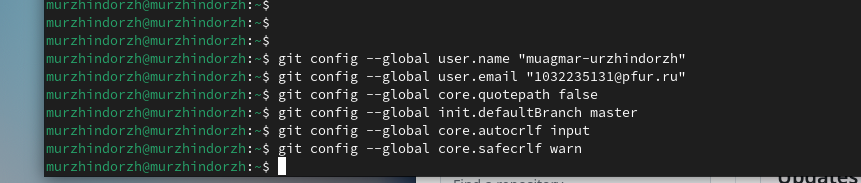 murzhindorzh@murzhindorzh:~$
murzhindorzh@murzhindorzh:~$
murzhindorzh@murzhindorzh:~$
murzhindorzh@murzhindorzh:~$ git config --global user.name "muagmar-urzhindorzh"
murzhindorzh@murzhindorzh:~$ git config --global user.email "1032235131@pfur.ru"
murzhindorzh@murzhindorzh:~$ git config --global core.quotepath false
murzhindorzh@murzhindorzh:~$ git config --global init.defaultBranch master
murzhindorzh@murzhindorzh:~$ git config --global core.autocrlf input
murzhindorzh@murzhindorzh:~$ git config --global core.safecrlf warn
murzhindorzh@murzhindorzh:~$
Find a repository
Updates